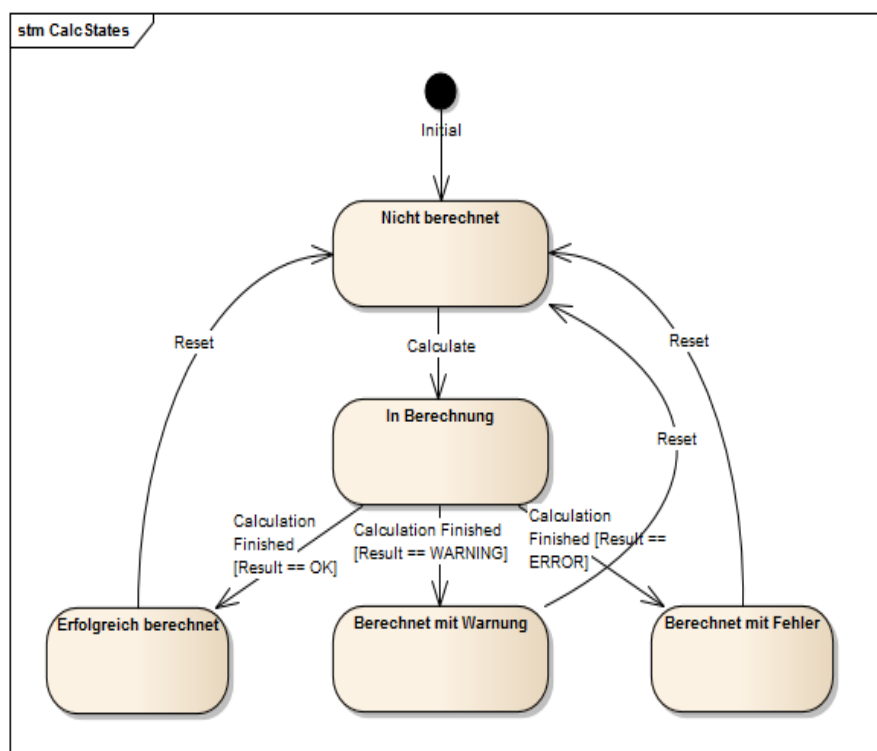 stm CalcStates
Initial
Nicht berechnet
Reset
Reset
Calculate
In Berechnung
Reset
Calculation
Finished
[Result == OK]
Calculation Finished
[Result == WARNING]
Calculation
Finished [Result ==
ERROR]
Erfolgreich berechnet
Berechnet mit Warnung
Berechnet mit Fehler